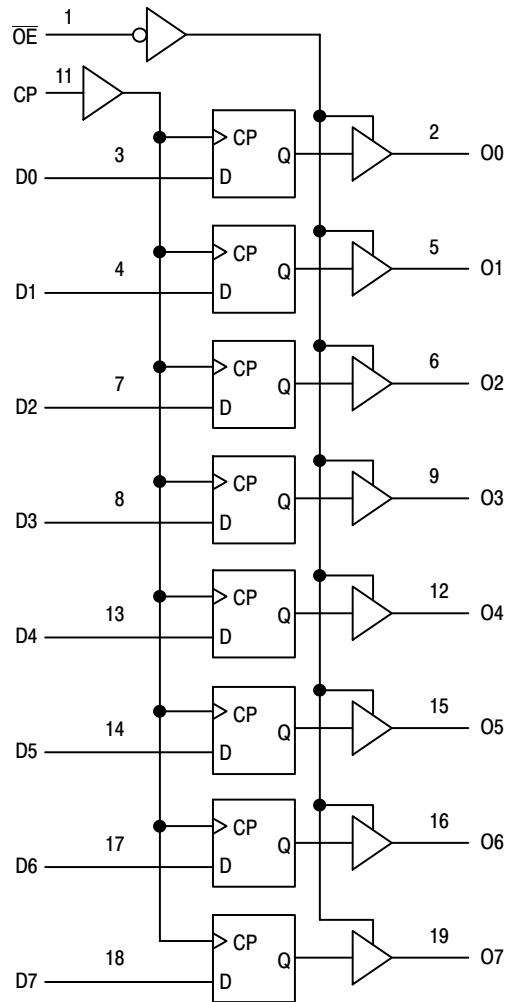 O̅E̅ 1
CP 11
CP
3 Q 2 O0
D0 D
CP
4 Q 5 O1
D1 D
CP
7 Q 6 O2
D2 D
CP
8 Q 9 O3
D3 D
CP
13 Q 12 O4
D4 D
CP
14 Q 15 O5
D5 D
CP
17 Q 16 O6
D6 D
CP
18 Q 19 O7
D7 D